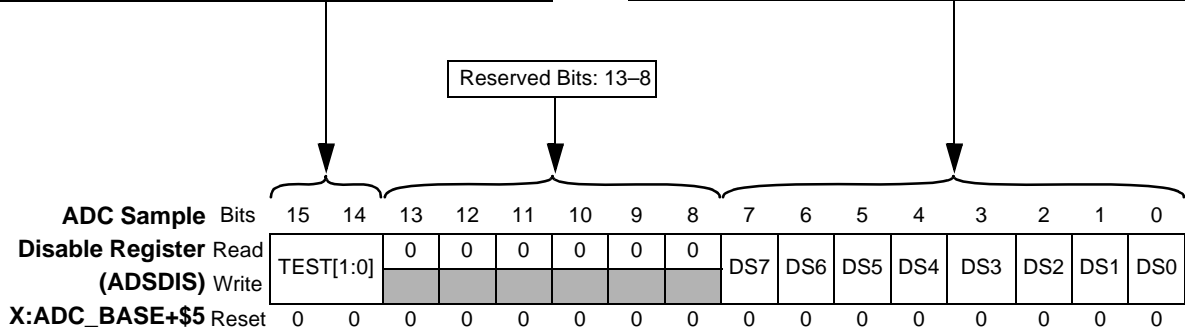 Reserved Bits: 13–8
ADC Sample Bits 15 14 13 12 11 10 9 8 7 6 5 4 3 2 1 0
Disable Register Read TEST[1:0] 0 0 0 0 0 0 DS7 DS6 DS5 DS4 DS3 DS2 DS1 DS0
(ADSDIS) Write
X:ADC_BASE+$5 Reset 0 0 0 0 0 0 0 0 0 0 0 0 0 0 0 0